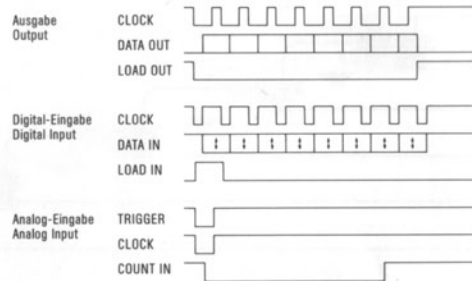 Ausgabe CLOCK
Output
DATA OUT
LOAD OUT
Digital-Eingabe CLOCK
Digital Input
DATA IN
LOAD IN
Analog-Eingabe TRIGGER
Analog Input
CLOCK
COUNT IN